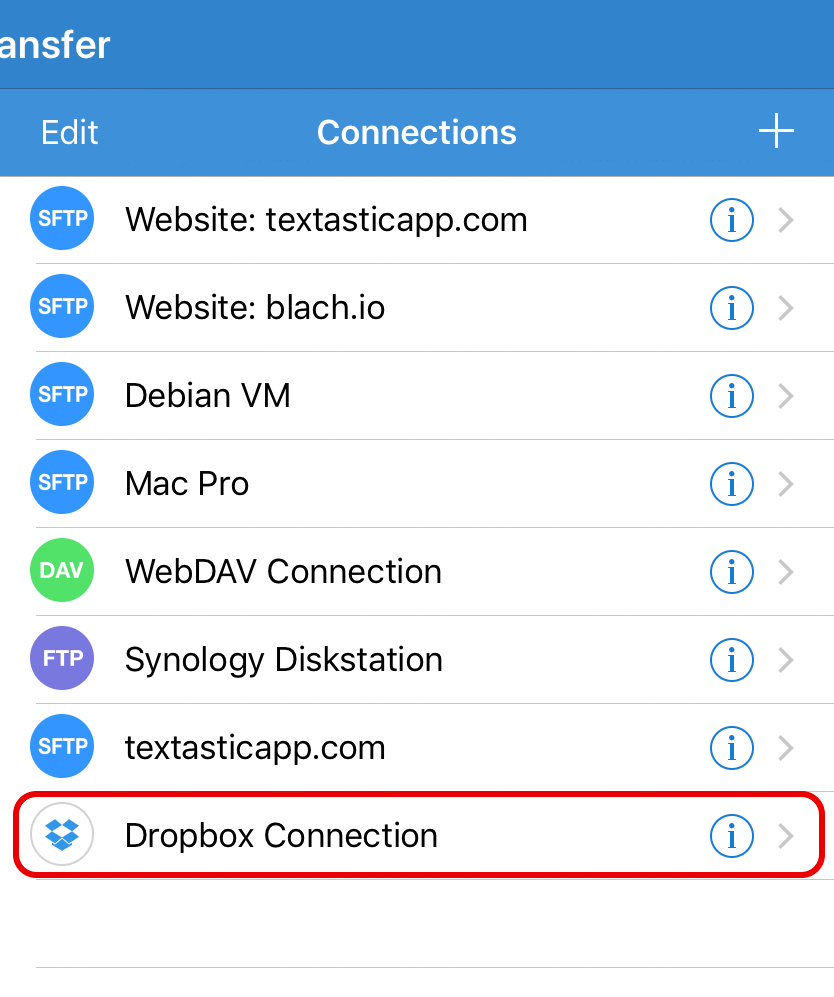 ansfer
Edit Connections +
SFTP Website: textasticapp.com i
SFTP Website: blach.io i
SFTP Debian VM i
SFTP Mac Pro i
DAV WebDAV Connection i
FTP Synology Diskstation i
SFTP textasticapp.com i
Dropbox Connection i